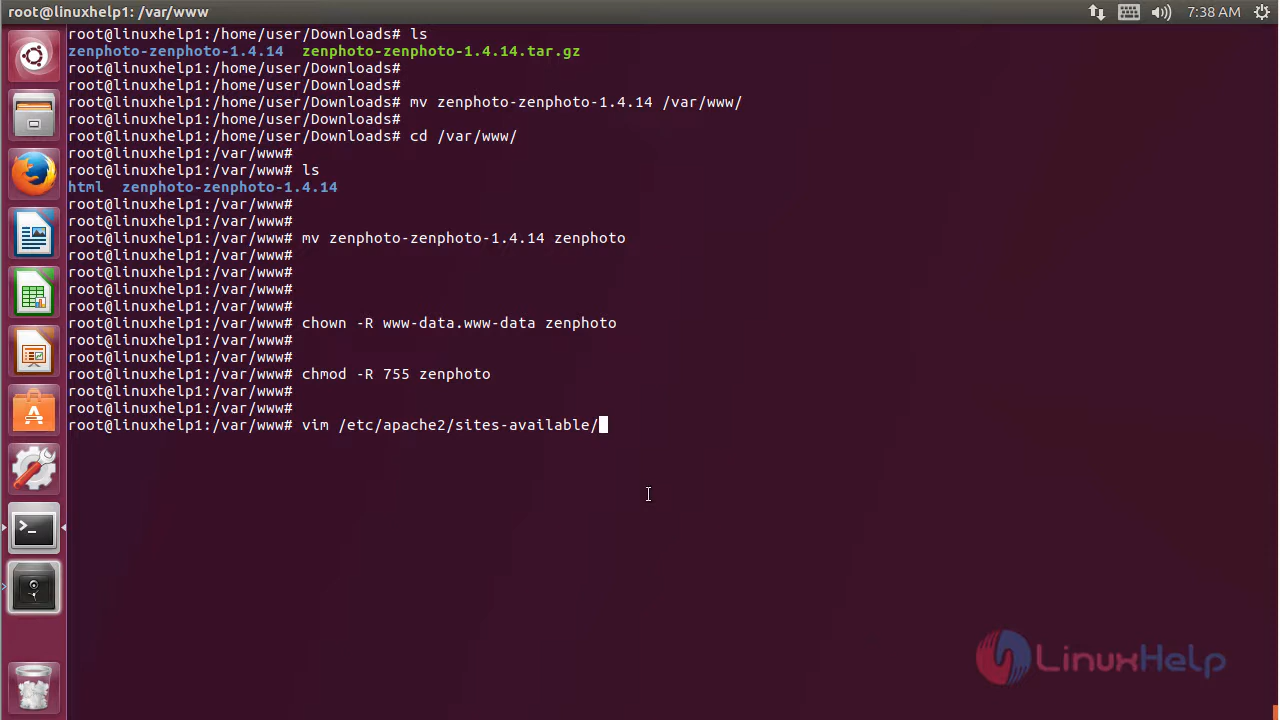 root@linuxhelp1: /var/www
7:38 AM
root@linuxhelp1:/home/user/Downloads# ls
zenphoto-zenphoto-1.4.14  zenphoto-zenphoto-1.4.14.tar.gz
root@linuxhelp1:/home/user/Downloads#
root@linuxhelp1:/home/user/Downloads#
root@linuxhelp1:/home/user/Downloads# mv zenphoto-zenphoto-1.4.14 /var/www/
root@linuxhelp1:/home/user/Downloads#
root@linuxhelp1:/home/user/Downloads# cd /var/www/
root@linuxhelp1:/var/www#
root@linuxhelp1:/var/www# ls
html  zenphoto-zenphoto-1.4.14
root@linuxhelp1:/var/www#
root@linuxhelp1:/var/www#
root@linuxhelp1:/var/www# mv zenphoto-zenphoto-1.4.14 zenphoto
root@linuxhelp1:/var/www#
root@linuxhelp1:/var/www#
root@linuxhelp1:/var/www#
root@linuxhelp1:/var/www#
root@linuxhelp1:/var/www# chown -R www-data.www-data zenphoto
root@linuxhelp1:/var/www#
root@linuxhelp1:/var/www#
root@linuxhelp1:/var/www# chmod -R 755 zenphoto
root@linuxhelp1:/var/www#
root@linuxhelp1:/var/www#
root@linuxhelp1:/var/www# vim /etc/apache2/sites-available/
LinuxHelp